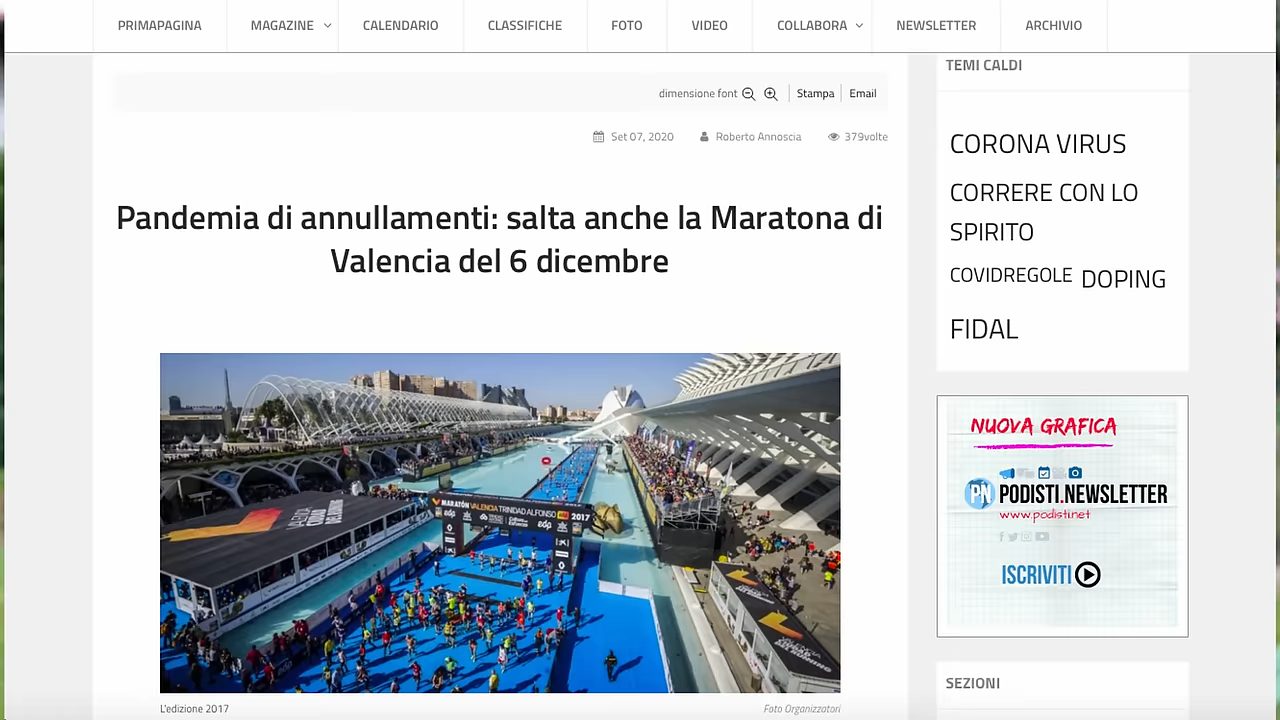 PRIMAPAGINA MAGAZINE CALENDARIO CLASSIFICHE FOTO VIDEO COLLABORA NEWSLETTER ARCHIVIO
dimensione font Stampa Email
Set 07, 2020 Roberto Annoscia 379volte
Pandemia di annullamenti: salta anche la Maratona di
Valencia del 6 dicembre
MARATÓN VALENCIA TRINIDAD ALFONSO 2017
edp
L'edizione 2017
Foto Organizzatori
TEMI CALDI
CORONA VIRUS
CORRERE CON LO
SPIRITO
COVIDREGOLE DOPING
FIDAL
NUOVA GRAFICA
PN PODISTI.NEWSLETTER
www.podisti.net
ISCRIVITI
SEZIONI